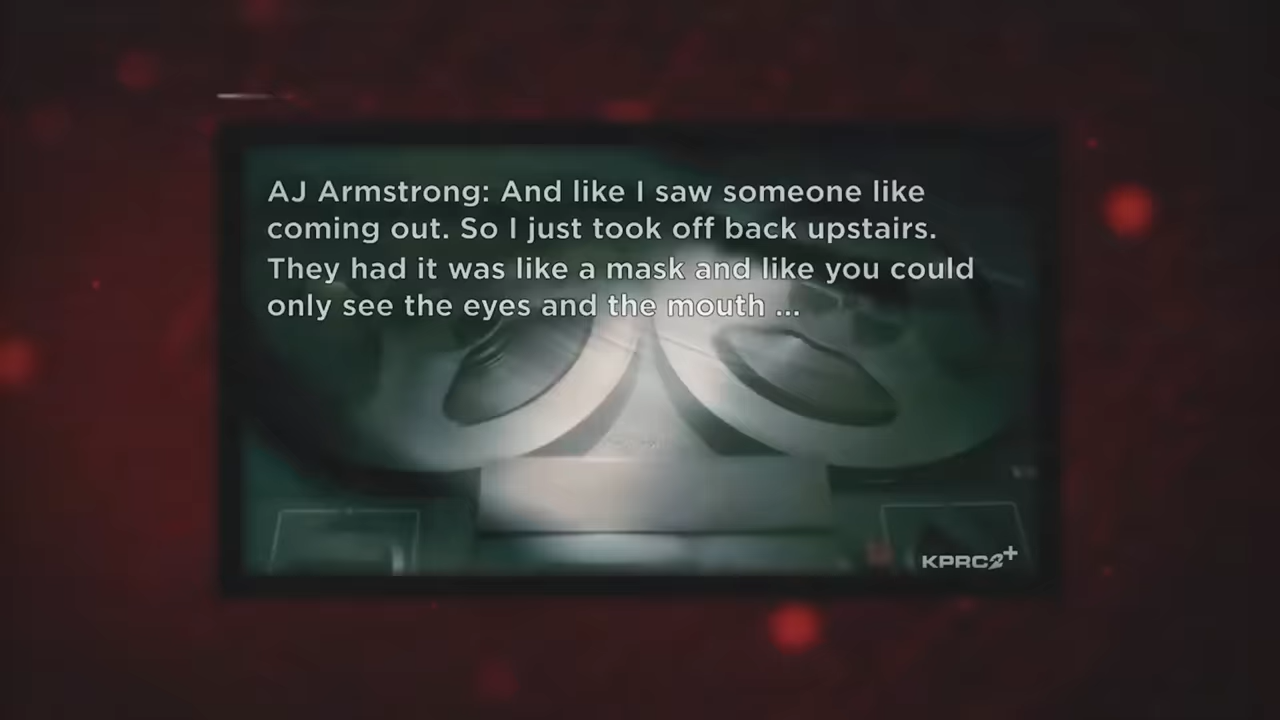 AJ Armstrong: And like I saw someone like
coming out. So I just took off back upstairs.
They had it was like a mask and like you could
only see the eyes and the mouth ...
KPRC2+